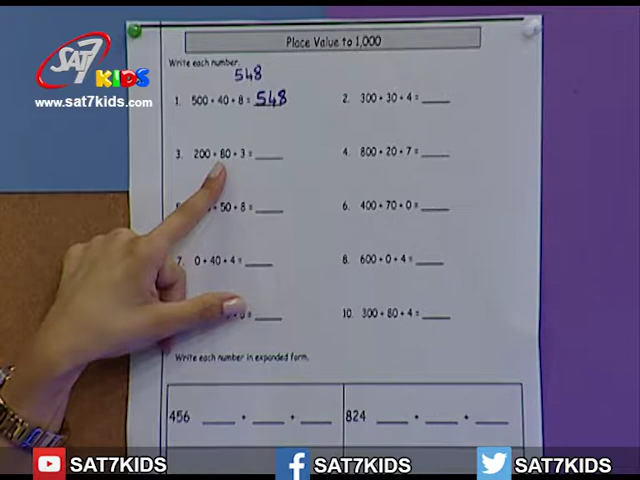 SAT7
KIDS
www.sat7kids.com
Place Value to 1,000
Write each number.
548
1. 500 + 40 + 8 = 548
2. 300 + 30 + 4 = ____
3. 200 + 80 + 3 = ____
4. 800 + 20 + 7 = ____
+ 50 + 8 = ____
6. 400 + 70 + 0 = ____
7. 0 + 40 + 4 = ____
8. 600 + 0 + 4 = ____
= ____
10. 300 + 80 + 4 = ____
Write each number in expanded form.
456 ____ + ____ + ____
824 ____ + ____ + ____
SAT7KIDS
SAT7KIDS
SAT7KIDS